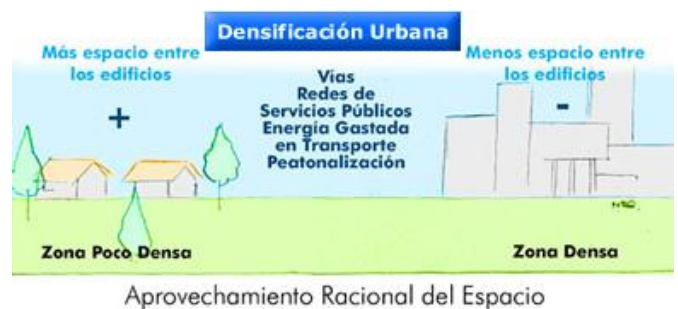 Densificación Urbana
Más espacio entre
los edificios
+
Vías
Redes de
Servicios Públicos
Energía Gastada
en Transporte
Peatonalización
Menos espacio entre
los edificios
-
Zona Poco Densa
Zona Densa
Aprovechamiento Racional del Espacio